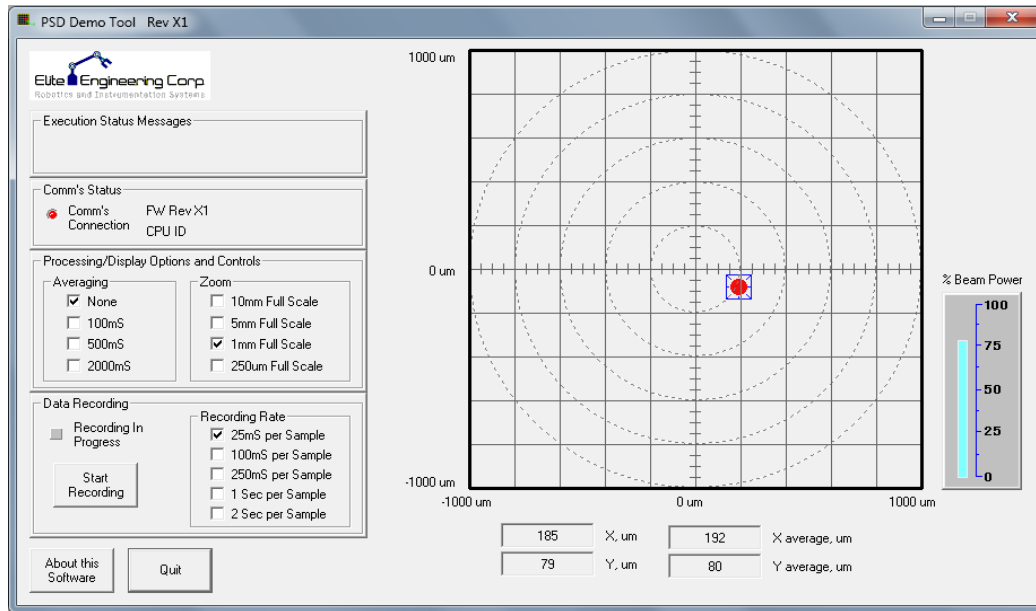 PSD Demo Tool Rev X1
Elite Engineering Corp
Robotics and Instrumentation Systems
Execution Status Messages
Comm's Status
Comm's
Connection
FW Rev X1
CPU ID
Processing/Display Options and Controls
Averaging
None
100mS
500mS
2000mS
Zoom
10mm Full Scale
5mm Full Scale
1mm Full Scale
250um Full Scale
Data Recording
Recording In
Progress
Start
Recording
Recording Rate
25mS per Sample
100mS per Sample
250mS per Sample
1 Sec per Sample
2 Sec per Sample
About this
Software
Quit
1000 um
0 um
-1000 um
-1000 um
0 um
1000 um
185
X, um
192
X average, um
79
Y, um
80
Y average, um
% Beam Power
100
75
50
25
0